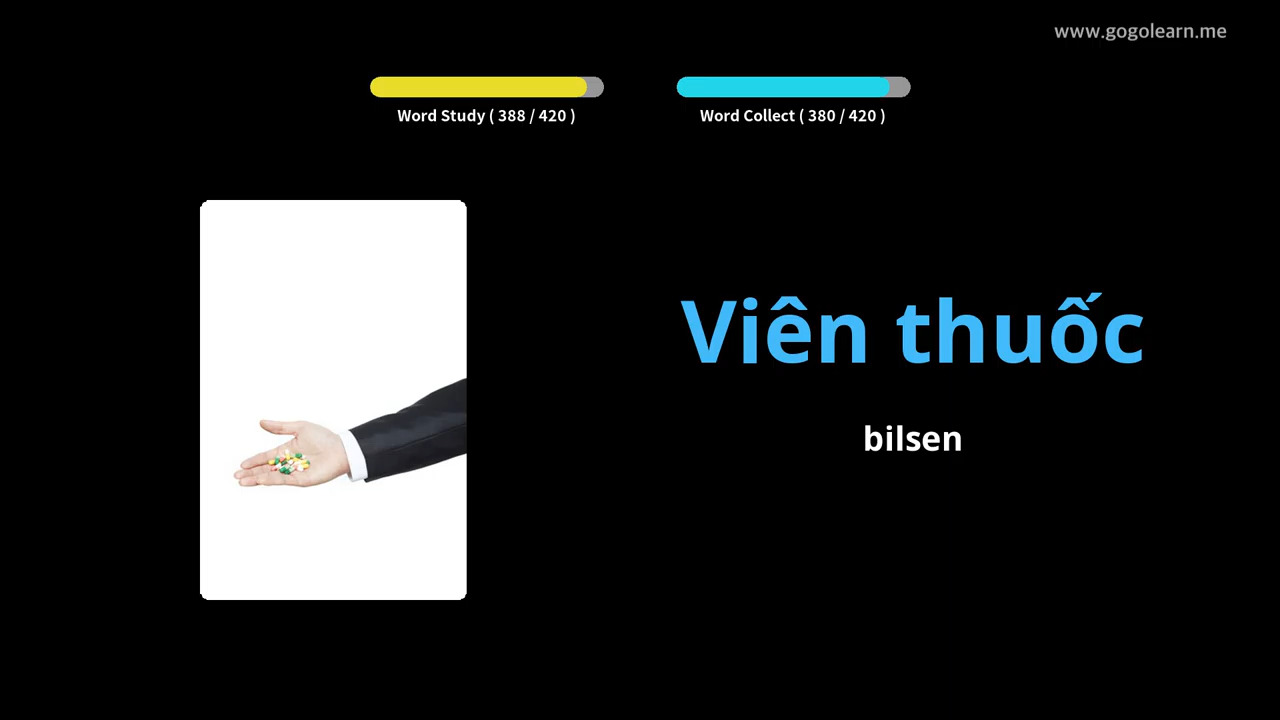 www.gogolearn.me
Word Study ( 388 / 420 )
Word Collect ( 380 / 420 )
Viên thuốc
bilsen